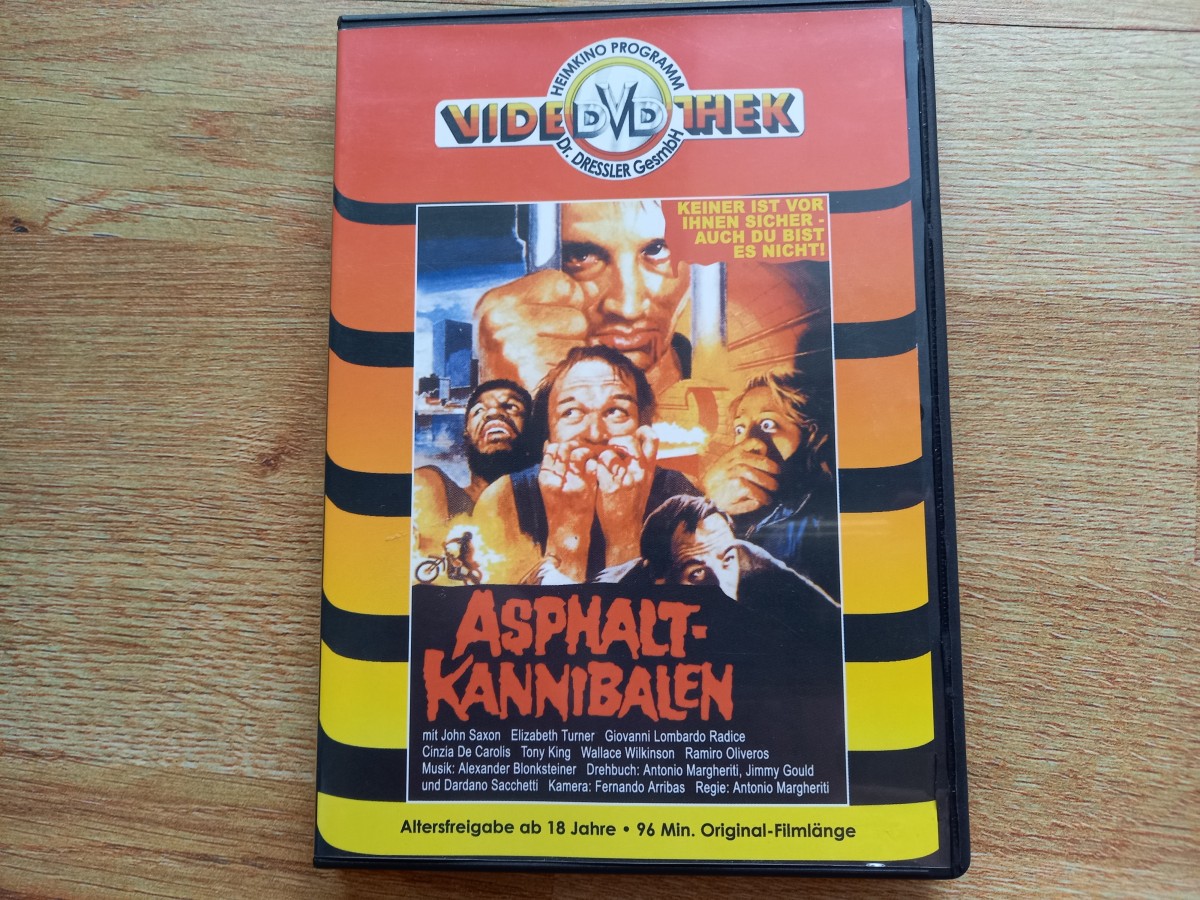 HEIMKINO PROGRAMM
VIDEDVDTHEK
Dr. DRESSLER GesmbH
KEINER IST VOR
IHNEN SICHER -
AUCH DU BIST
ES NICHT!
ASPHALT-
KANNIBALEN
mit John Saxon Elizabeth Turner Giovanni Lombardo Radice
Cinzia De Carolis Tony King Wallace Wilkinson Ramiro Oliveros
Musik: Alexander Blonksteiner Drehbuch: Antonio Margheriti, Jimmy Gould
und Dardano Sacchetti Kamera: Fernando Arribas Regie: Antonio Margheriti
Altersfreigabe ab 18 Jahre • 96 Min. Original-Filmlänge